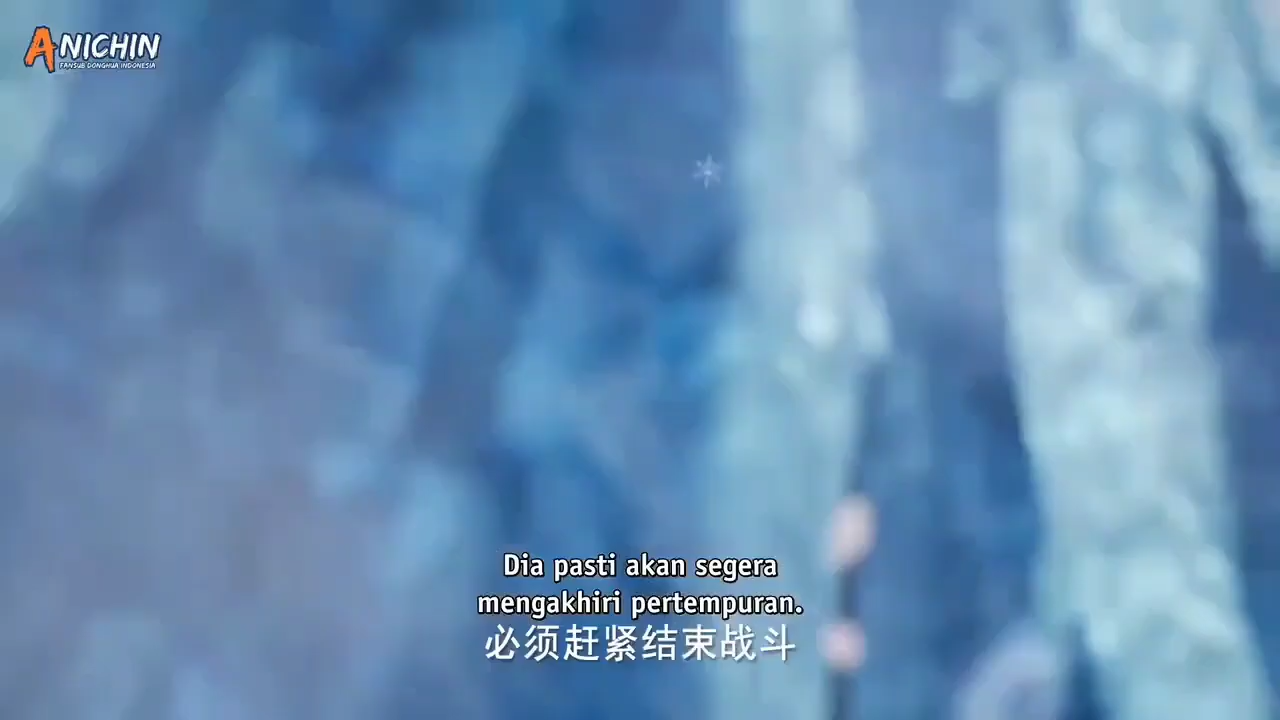 ANICHIN
FANSUB DONGHUA INDONESIA
Dia pasti akan segera
mengakhiri pertempuran.
必须赶紧结束战斗